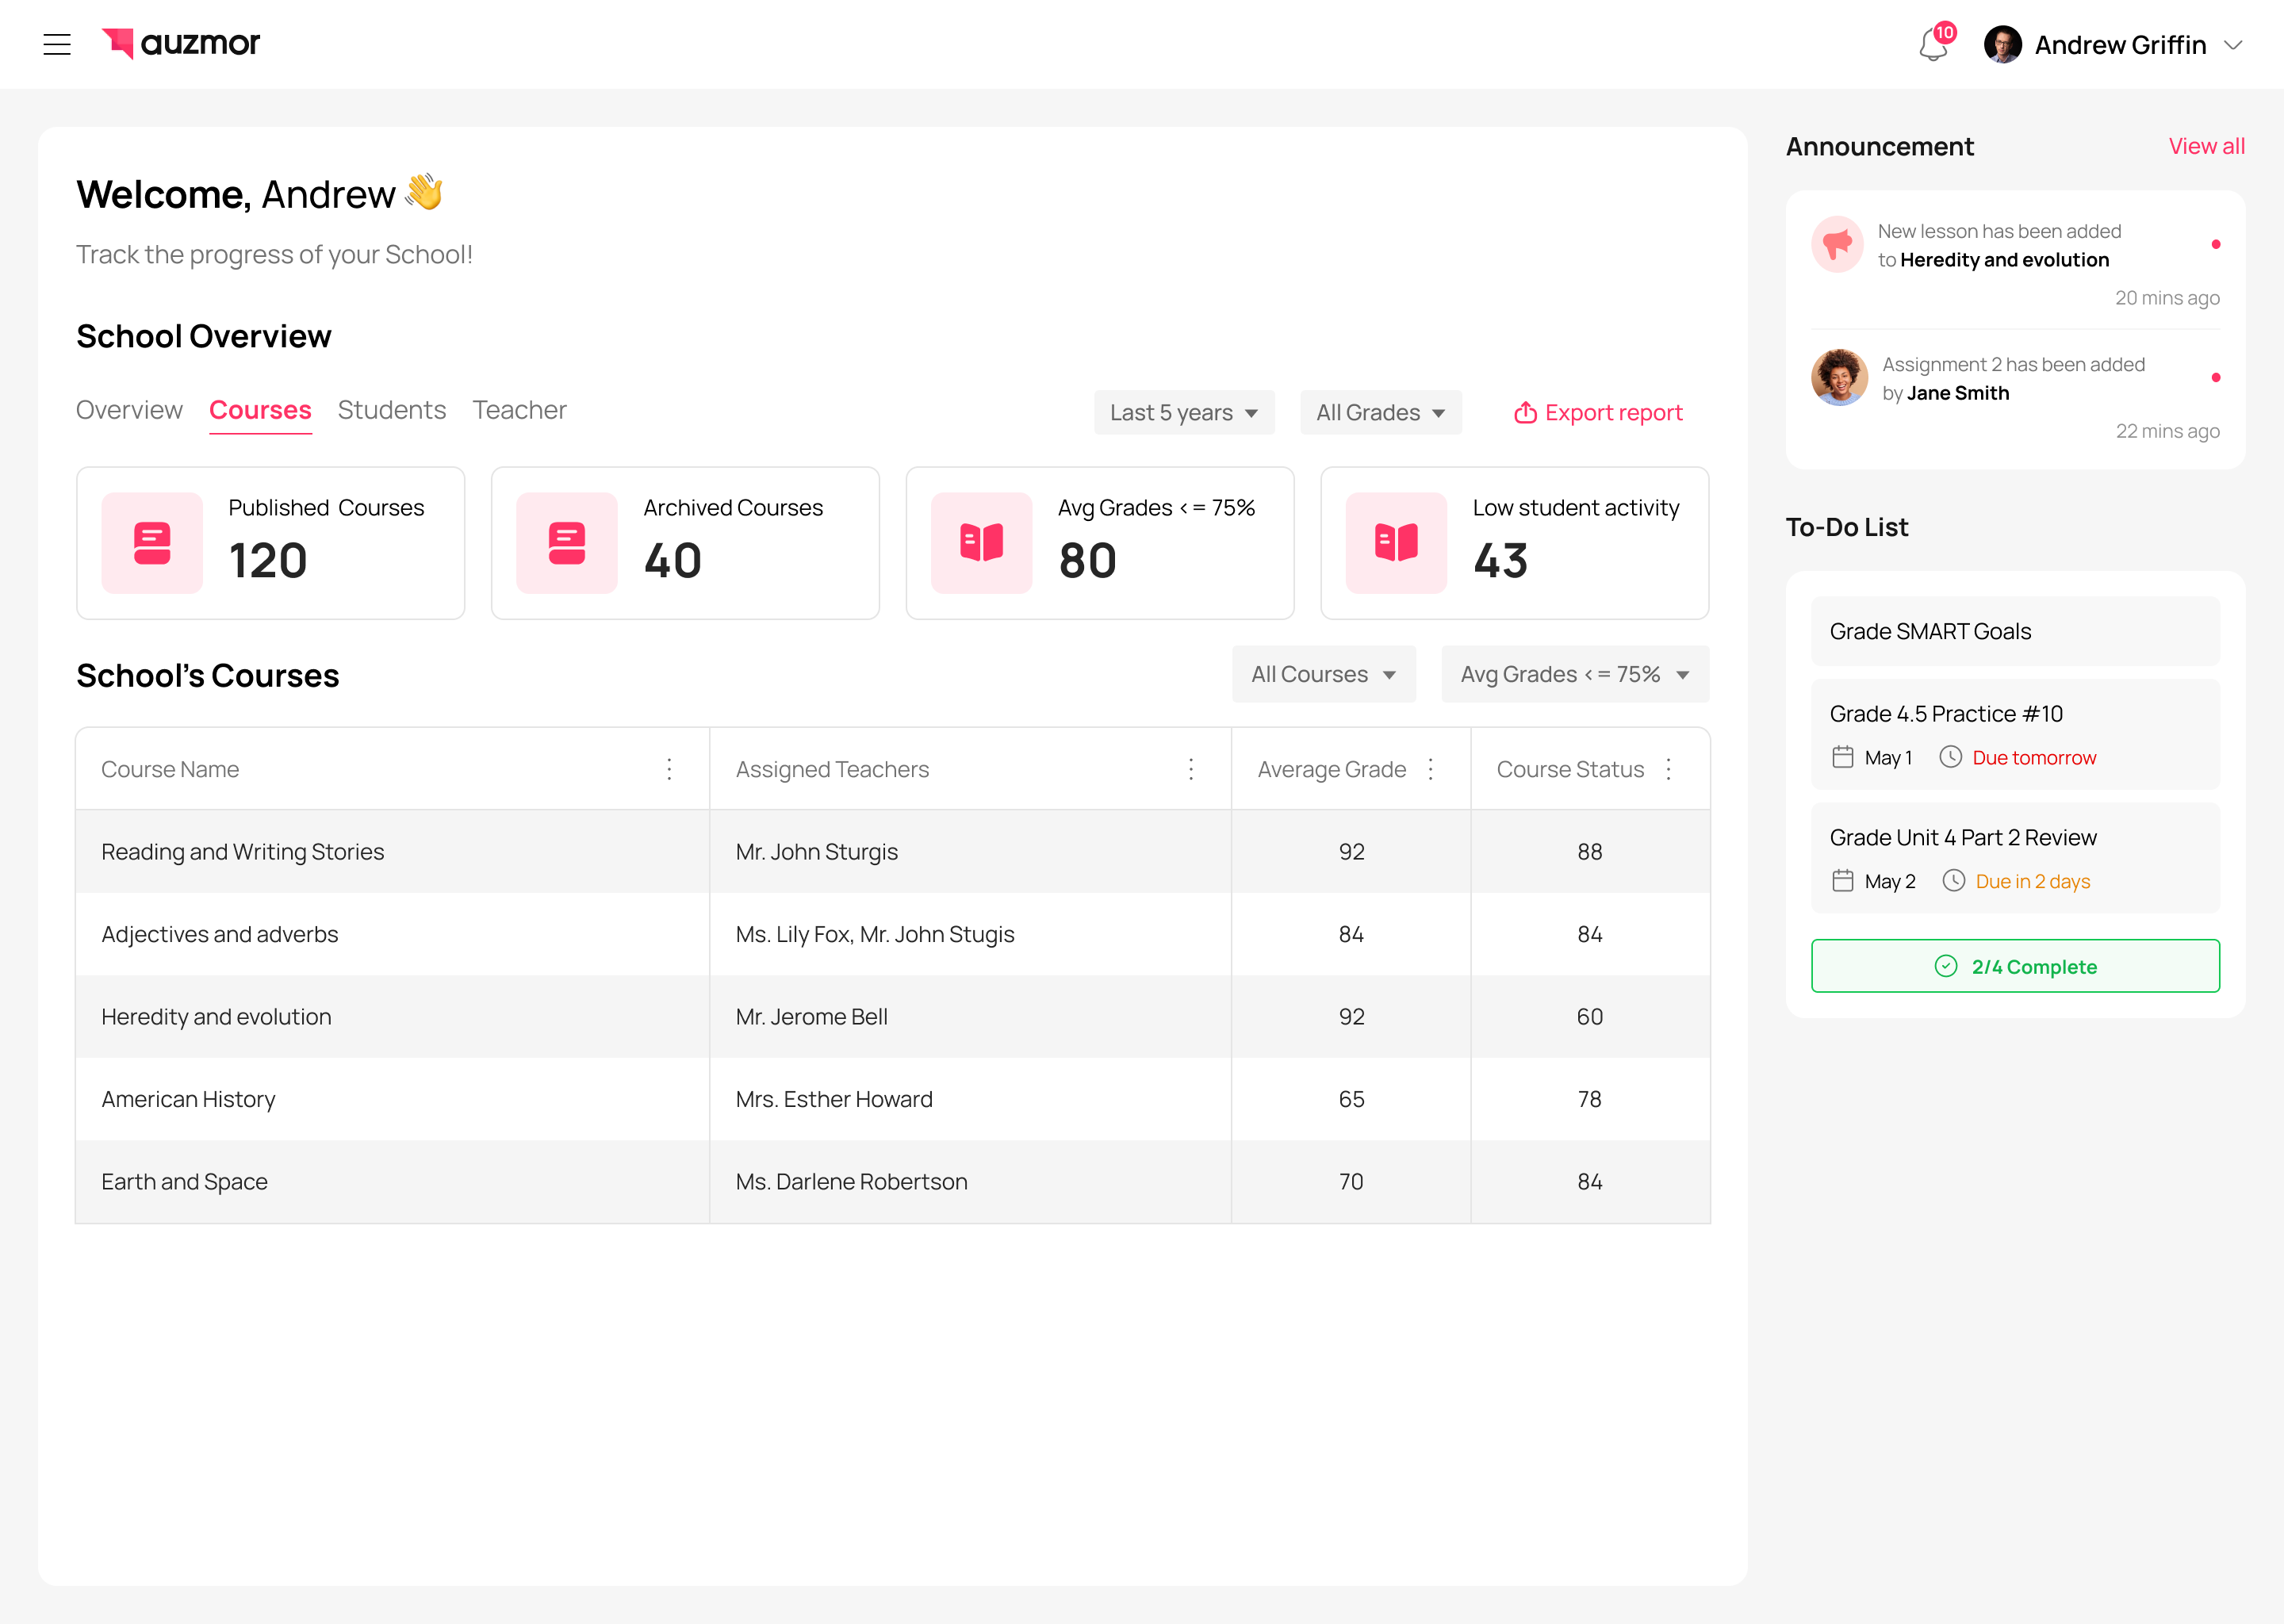 auzmor
10
Andrew Griffin
Welcome, Andrew 👋
Track the progress of your School!
School Overview
Overview Courses Students Teacher
Last 5 years All Grades Export report
Published Courses
120
Archived Courses
40
Avg Grades <= 75%
80
Low student activity
43
School’s Courses
All Courses Avg Grades <= 75%
Course Name Assigned Teachers Average Grade Course Status
Reading and Writing Stories Mr. John Sturgis 92 88
Adjectives and adverbs Ms. Lily Fox, Mr. John Stugis 84 84
Heredity and evolution Mr. Jerome Bell 92 60
American History Mrs. Esther Howard 65 78
Earth and Space Ms. Darlene Robertson 70 84
Announcement View all
New lesson has been added
to Heredity and evolution
20 mins ago
Assignment 2 has been added
by Jane Smith
22 mins ago
To-Do List
Grade SMART Goals
Grade 4.5 Practice #10
May 1 Due tomorrow
Grade Unit 4 Part 2 Review
May 2 Due in 2 days
2/4 Complete